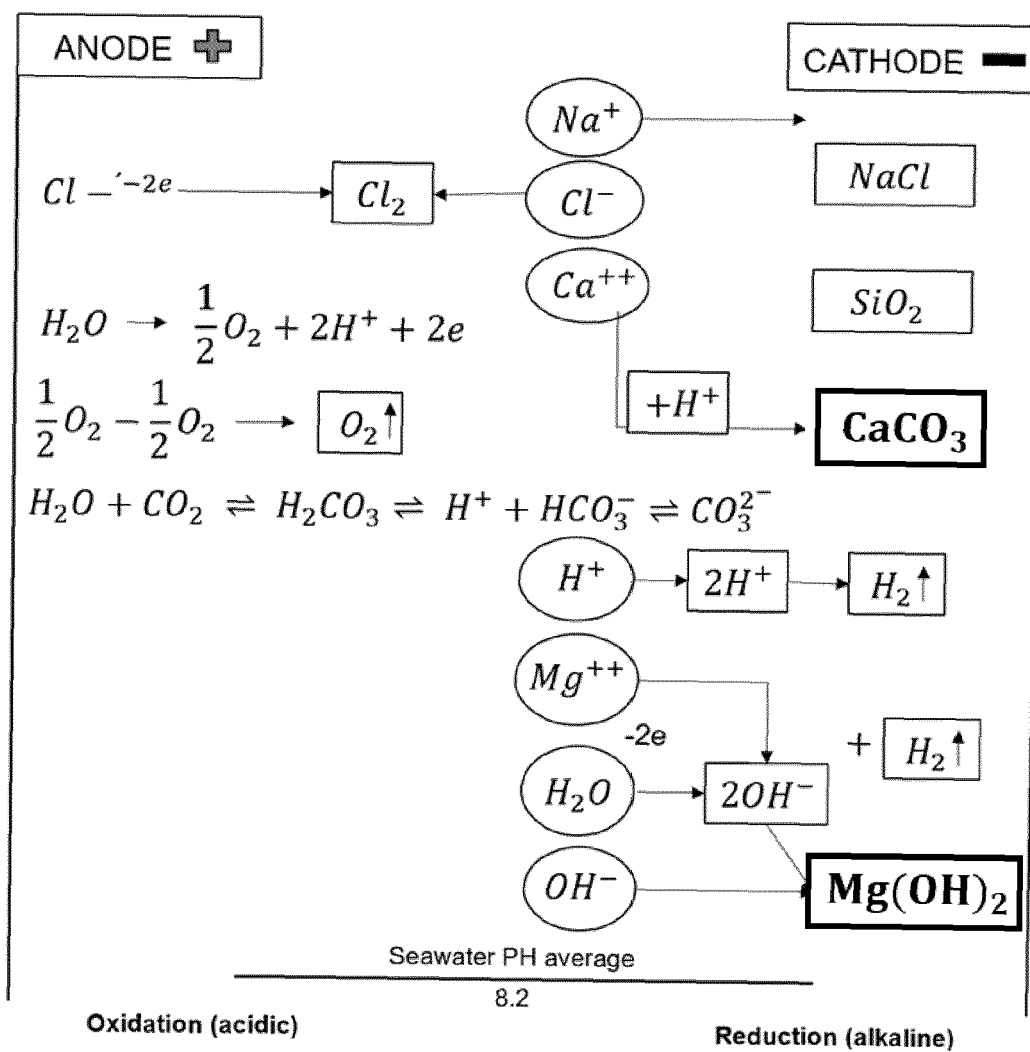 ANODE +
CATHODE −
Na⁺
Cl –´⁻²ᵉ → Cl₂ ← Cl⁻
NaCl
Ca⁺⁺
SiO₂
H₂O → 1/2 O₂ + 2H⁺ + 2e
1/2 O₂ − 1/2 O₂ → O₂↑
+H⁺
CaCO₃
H₂O + CO₂ ⇌ H₂CO₃ ⇌ H⁺ + HCO₃⁻ ⇌ CO₃²⁻
H⁺ → 2H⁺ → H₂↑
Mg⁺⁺
-2e
+ H₂↑
H₂O → 2OH⁻
OH⁻ → Mg(OH)₂
Seawater PH average
8.2
Oxidation (acidic)
Reduction (alkaline)